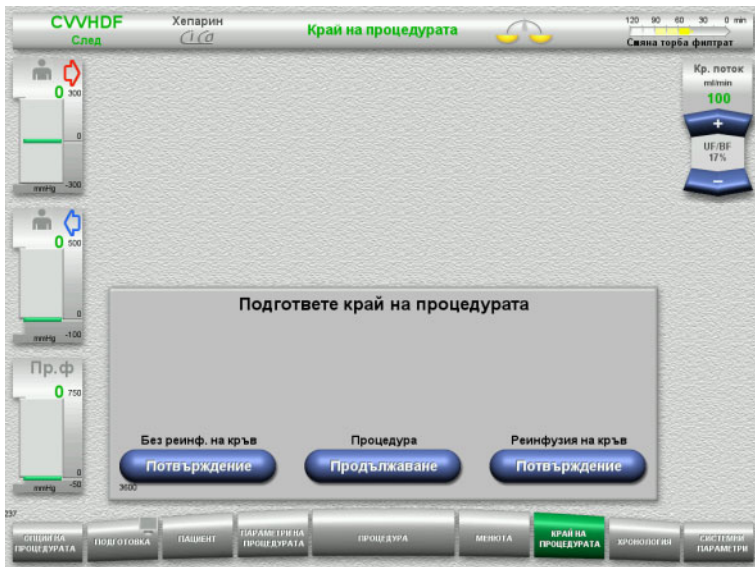 CVVHDF
След
Хепарин
CiCa
Край на процедурата
120 90 60 30 0 min
Смяна торба филтрат
0
300
0
mmHg -300
0
500
0
mmHg -100
Пр.ф
0
750
0
mmHg -50
Кр. поток
ml/min
100
+
UF/BF
17%
–
Подгответе край на процедурата
Без реинф. на кръв
Процедура
Реинфузия на кръв
Потвърждение
Продължаване
Потвърждение
3600
237
ОПЦИИ НА ПРОЦЕДУРАТА
ПОДГОТОВКА
ПАЦИЕНТ
ПАРАМЕТРИ НА ПРОЦЕДУРАТА
ПРОЦЕДУРА
МЕНЮТА
КРАЙ НА ПРОЦЕДУРАТА
ХРОНОЛОГИЯ
СИСТЕМНИ ПАРАМЕТРИ